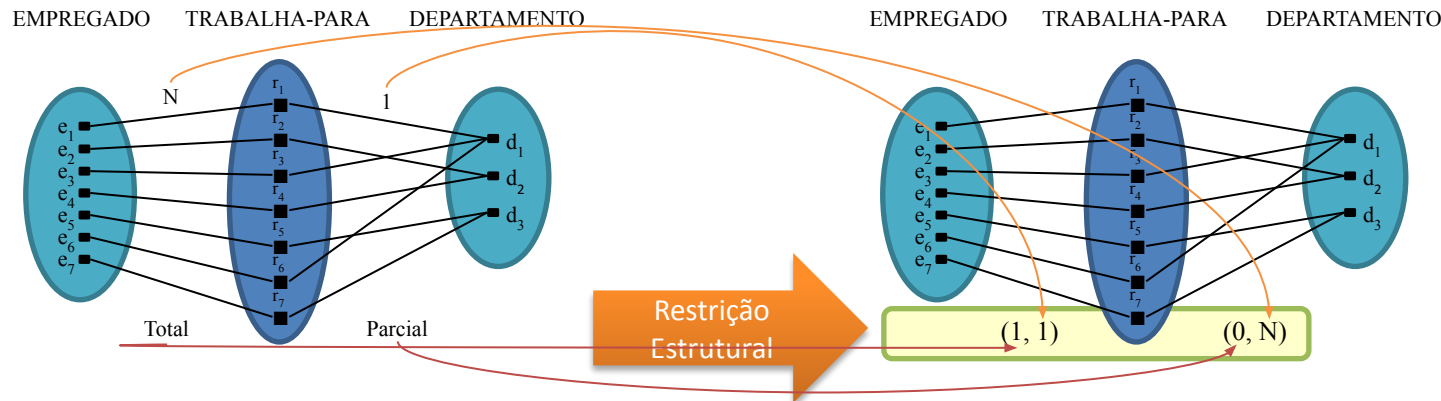 EMPREGADO TRABALHA-PARA DEPARTAMENTO
N
1
e1
e2
e3
e4
e5
e6
e7
r1
r2
r3
r4
r5
r6
r7
d1
d2
d3
Total
Parcial
Restrição
Estrutural
EMPREGADO TRABALHA-PARA DEPARTAMENTO
e1
e2
e3
e4
e5
e6
e7
r1
r2
r3
r4
r5
r6
r7
d1
d2
d3
(1, 1)
(0, N)